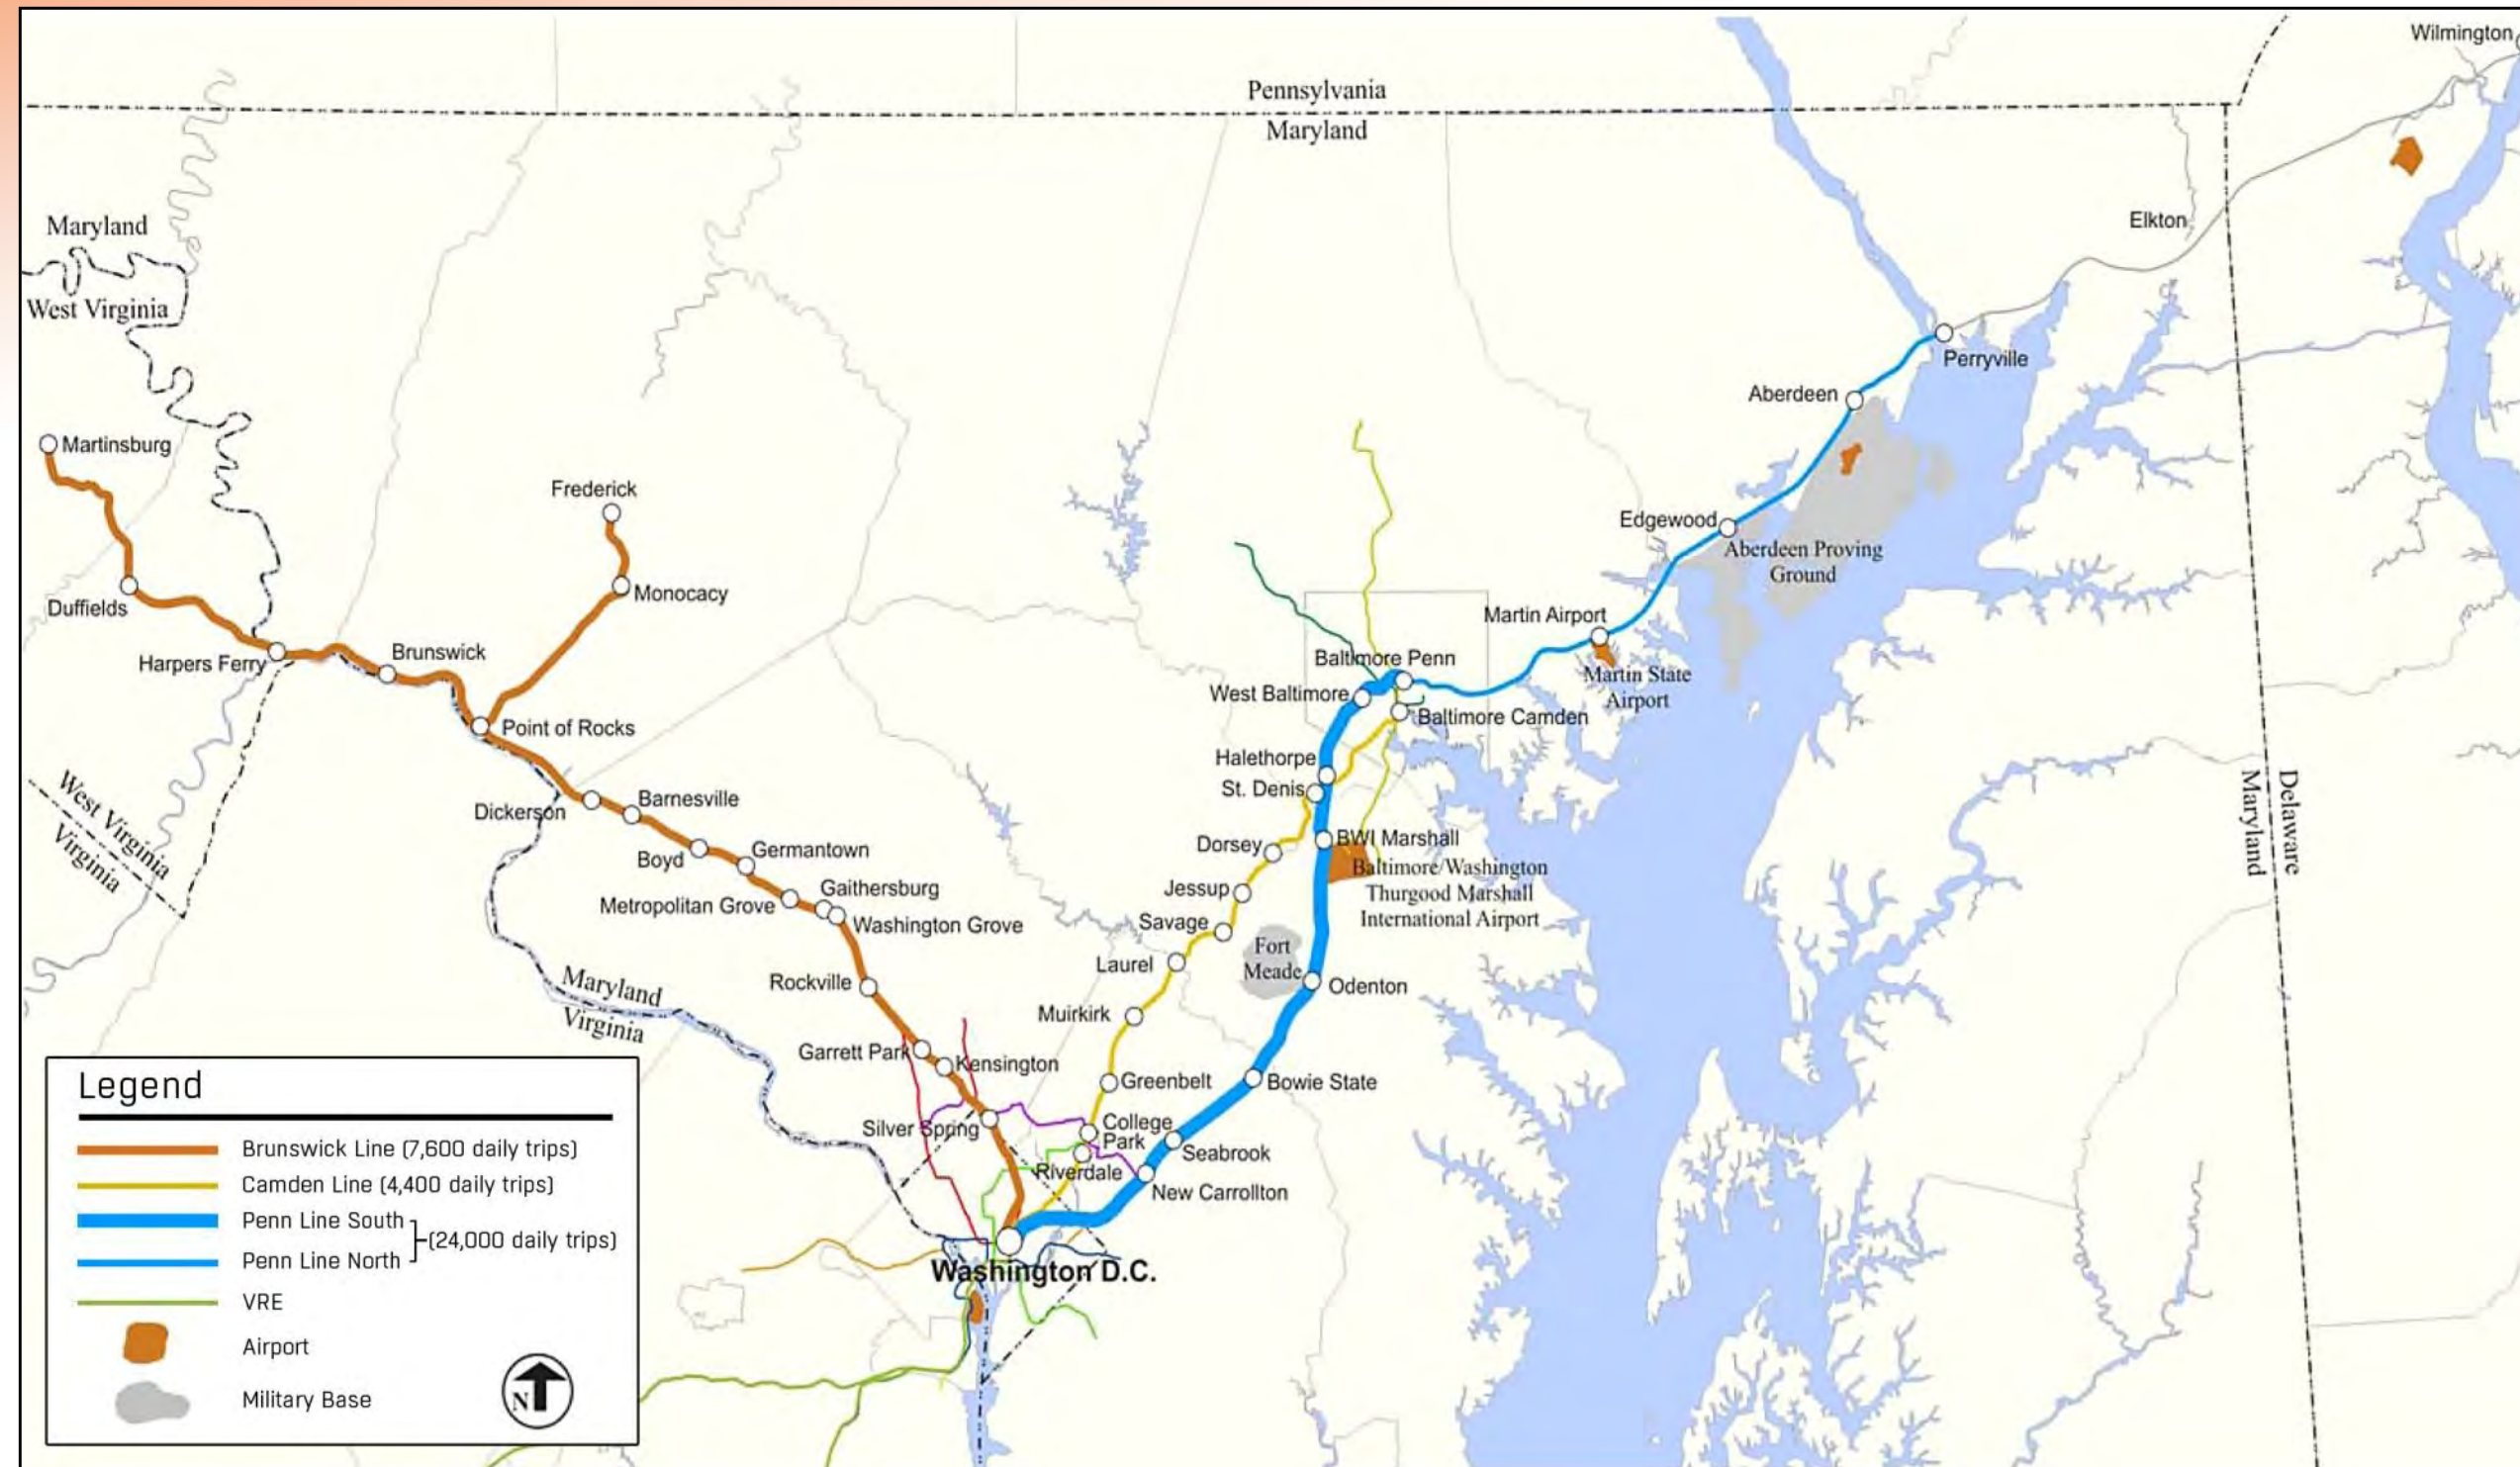 Wilmington
Pennsylvania
Maryland
Elkton
Maryland
West Virginia
Perryville
Aberdeen
Martinsburg
Frederick
Edgewood
Aberdeen Proving
Ground
Monocacy
Duffields
Martin Airport
Brunswick
Harpers Ferry
Baltimore Penn
Martin State
Airport
West Baltimore
Baltimore Camden
Point of Rocks
Halethorpe
St. Denis
West Virginia
Virginia
Delaware
Maryland
Barnesville
Dickerson
BWI Marshall
Dorsey
Germantown
Boyd
Baltimore/Washington
Thurgood Marshall
International Airport
Gaithersburg
Jessup
Metropolitan Grove
Washington Grove
Savage
Fort
Meade
Laurel
Rockville
Odenton
Maryland
Virginia
Muirkirk
Garrett Park
Kensington
Greenbelt
Bowie State
College
Park
Silver Spring
Seabrook
Riverdale
New Carrollton
Washington D.C.
Legend
Brunswick Line (7,600 daily trips)
Camden Line (4,400 daily trips)
Penn Line South
(24,000 daily trips)
Penn Line North
VRE
Airport
Military Base
N